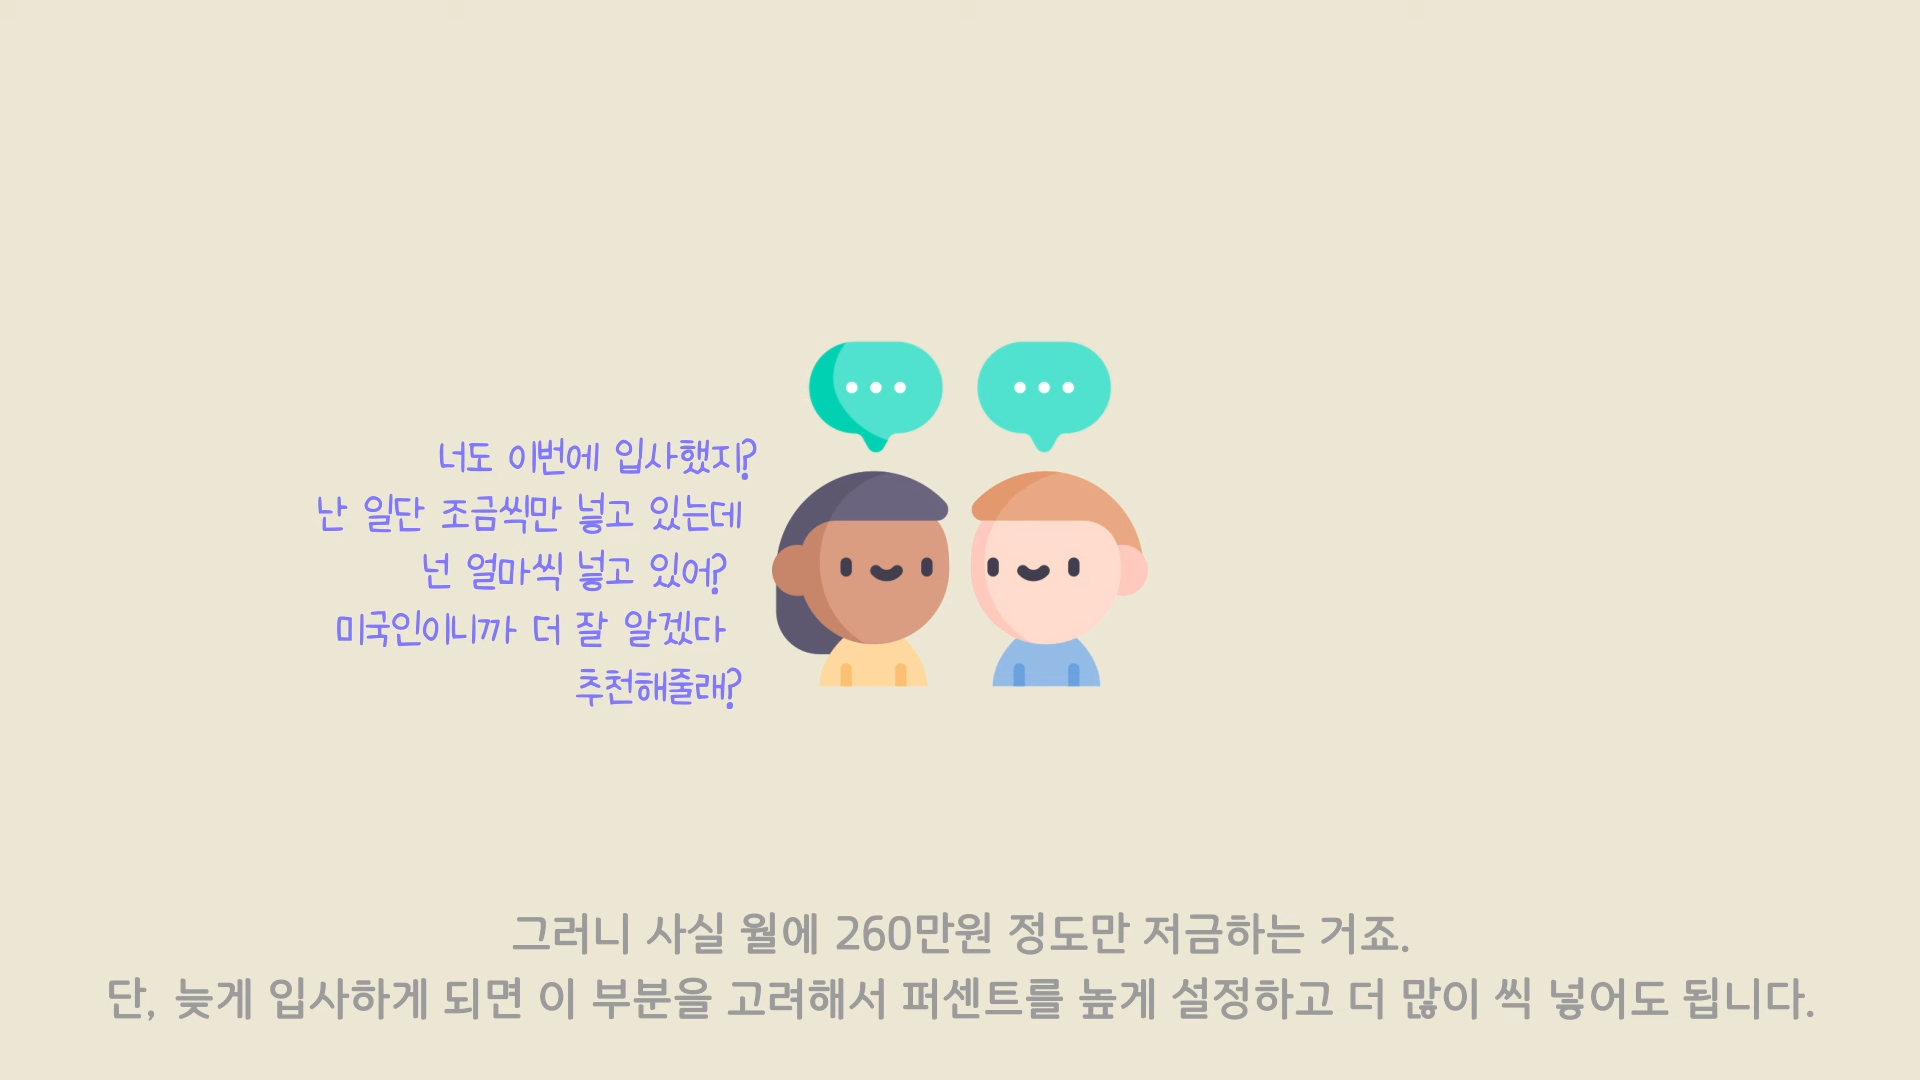 너도 이번에 입사했지?
난 일단 조금씩만 넣고 있는데
넌 얼마씩 넣고 있어?
미국인이니까 더 잘 알겠다
추천해줄래?
그러니 사실 월에 260만원 정도만 저금하는 거죠.
단, 늦게 입사하게 되면 이 부분을 고려해서 퍼센트를 높게 설정하고 더 많이 씩 넣어도 됩니다.